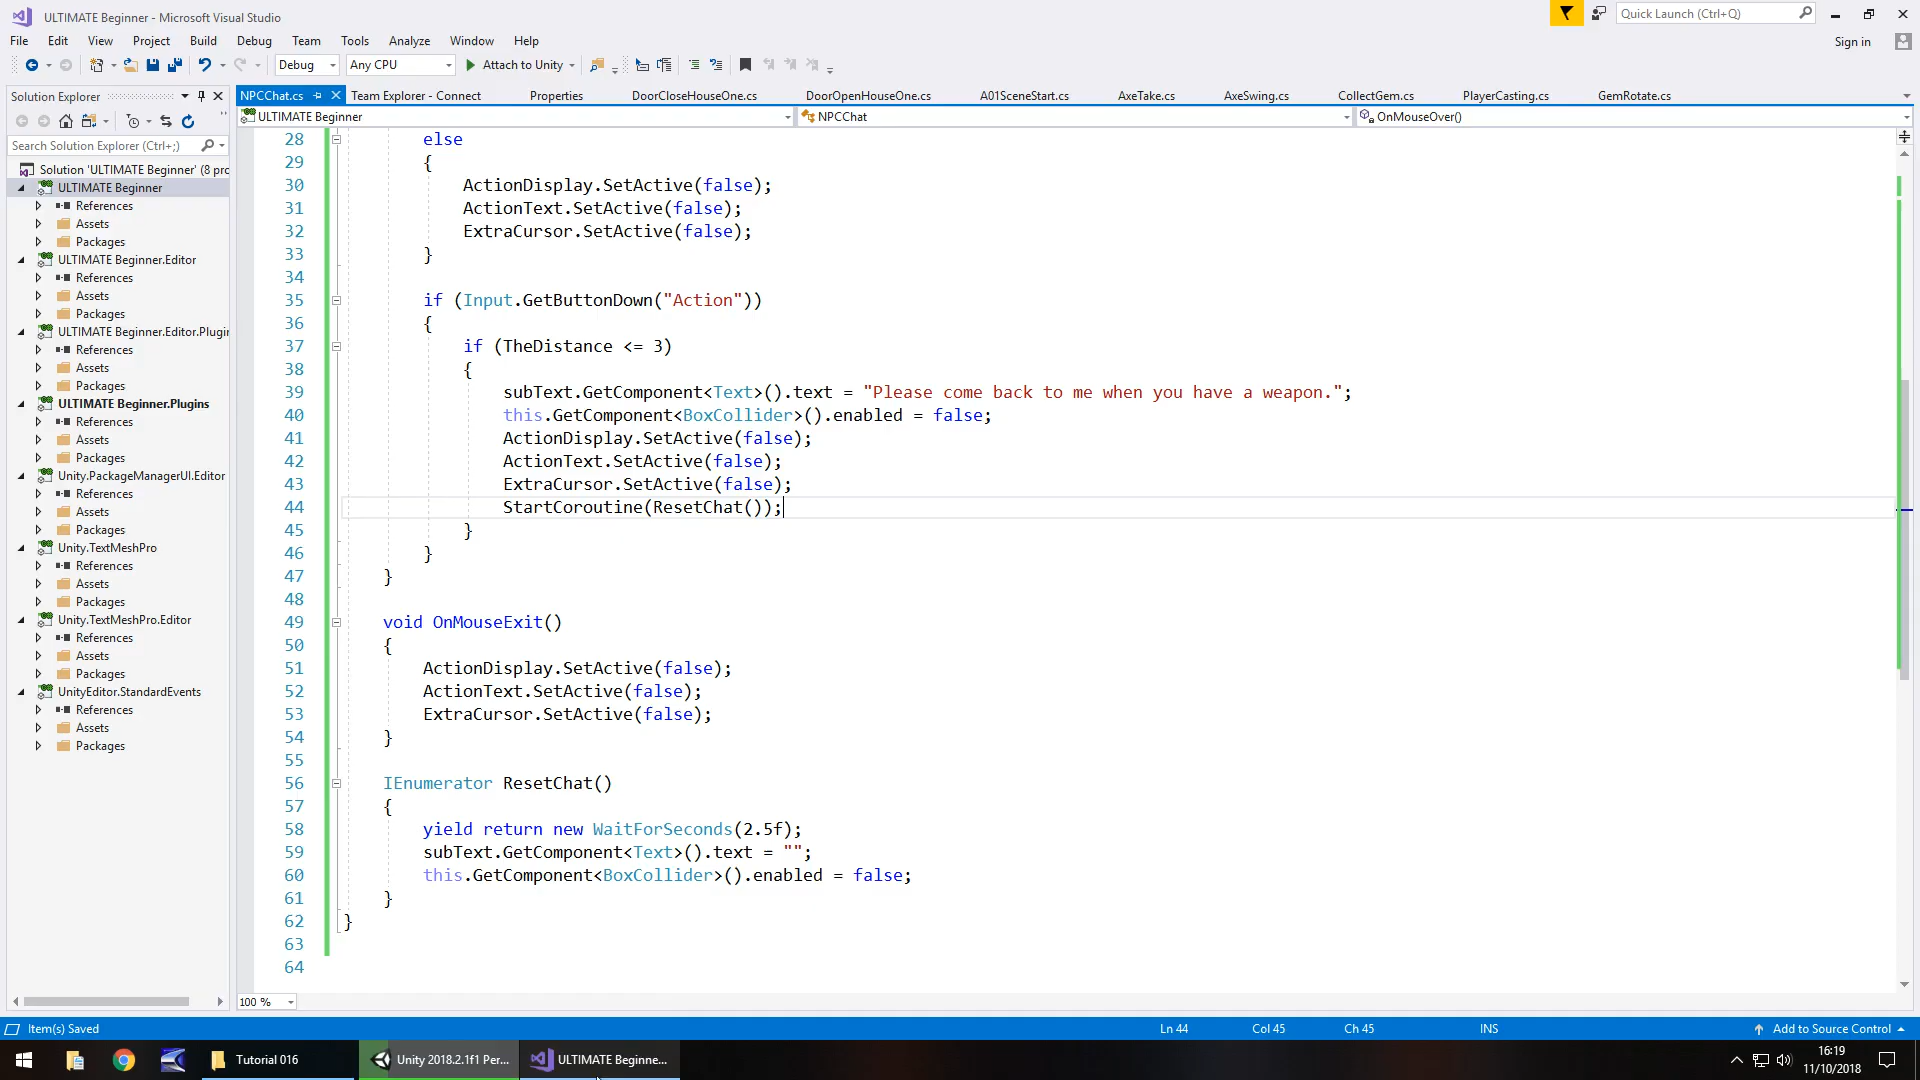 ULTIMATE Beginner - Microsoft Visual Studio
Quick Launch (Ctrl+Q)
File Edit View Project Build Debug Team Tools Analyze Window Help
Sign in
Debug Any CPU Attach to Unity
Solution Explorer
NPCChat.cs Team Explorer - Connect Properties DoorCloseHouseOne.cs DoorOpenHouseOne.cs A01SceneStart.cs AxeTake.cs AxeSwing.cs CollectGem.cs PlayerCasting.cs GemRotate.cs
ULTIMATE Beginner NPCChat OnMouseOver()
Search Solution Explorer (Ctrl+;)
Solution 'ULTIMATE Beginner' (8 pro
ULTIMATE Beginner
References
Assets
Packages
ULTIMATE Beginner.Editor
References
Assets
Packages
ULTIMATE Beginner.Editor.Plugin
References
Assets
Packages
ULTIMATE Beginner.Plugins
References
Assets
Packages
Unity.PackageManagerUI.Editor
References
Assets
Packages
Unity.TextMeshPro
References
Assets
Packages
Unity.TextMeshPro.Editor
References
Assets
Packages
UnityEditor.StandardEvents
References
Assets
Packages
28 else
29 {
30 ActionDisplay.SetActive(false);
31 ActionText.SetActive(false);
32 ExtraCursor.SetActive(false);
33 }
34
35 if (Input.GetButtonDown("Action"))
36 {
37 if (TheDistance <= 3)
38 {
39 subText.GetComponent<Text>().text = "Please come back to me when you have a weapon.";
40 this.GetComponent<BoxCollider>().enabled = false;
41 ActionDisplay.SetActive(false);
42 ActionText.SetActive(false);
43 ExtraCursor.SetActive(false);
44 StartCoroutine(ResetChat());
45 }
46 }
47 }
48
49 void OnMouseExit()
50 {
51 ActionDisplay.SetActive(false);
52 ActionText.SetActive(false);
53 ExtraCursor.SetActive(false);
54 }
55
56 IEnumerator ResetChat()
57 {
58 yield return new WaitForSeconds(2.5f);
59 subText.GetComponent<Text>().text = "";
60 this.GetComponent<BoxCollider>().enabled = false;
61 }
62 }
63
64
100 %
Item(s) Saved Ln 44 Col 45 Ch 45 INS Add to Source Control
Tutorial 016 Unity 2018.2.1f1 Per... ULTIMATE Beginne...
16:19
11/10/2018